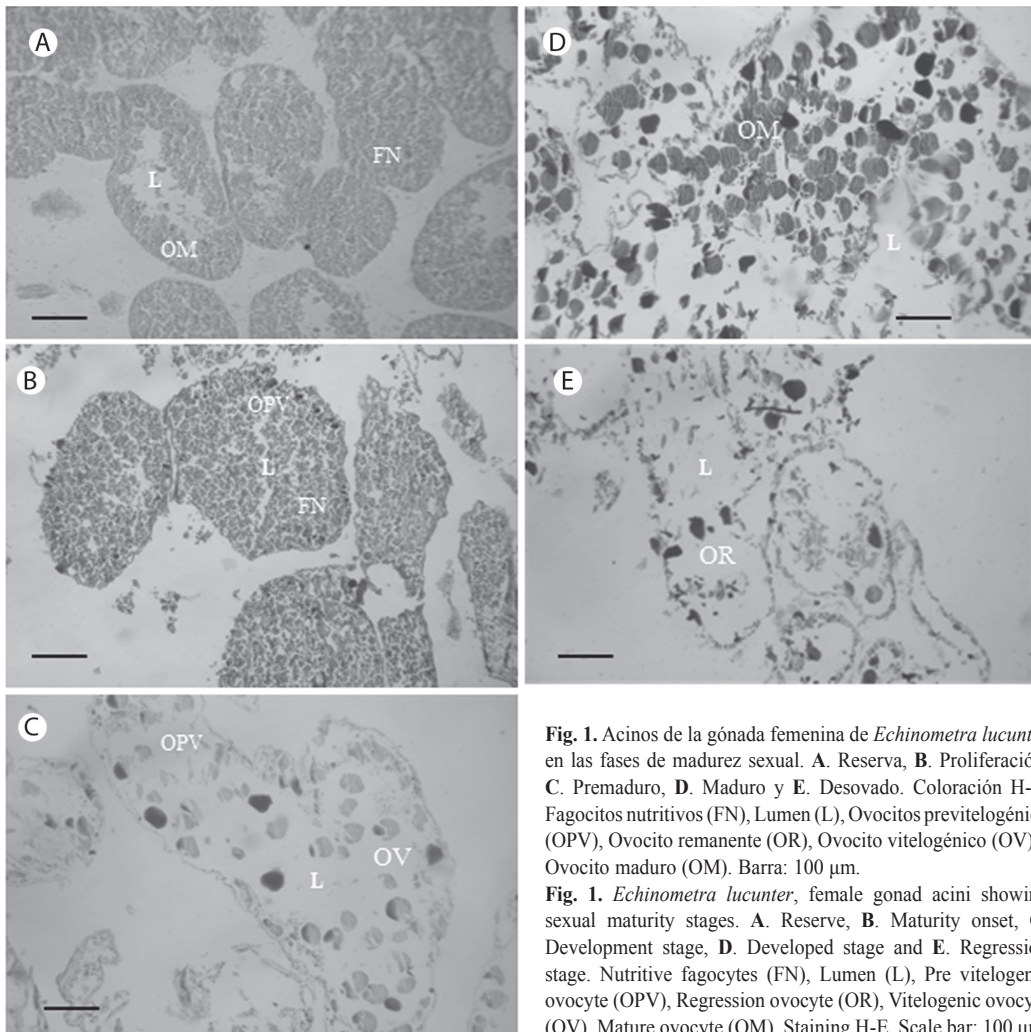 A
L
FN
OM
B
OPV
L
FN
C
OPV
OV
L
D
OM
L
E
L
OR
Fig. 1. Acinos de la gónada femenina de Echinometra lucunt
en las fases de madurez sexual. A. Reserva, B. Proliferació
C. Premaduro, D. Maduro y E. Desovado. Coloración H-
Fagocitos nutritivos (FN), Lumen (L), Ovocitos previtelogéni
(OPV), Ovocito remanente (OR), Ovocito vitelogénico (OV)
Ovocito maduro (OM). Barra: 100 µm.
Fig. 1. Echinometra lucunter, female gonad acini showin
sexual maturity stages. A. Reserve, B. Maturity onset,
Development stage, D. Developed stage and E. Regressio
stage. Nutritive fagocytes (FN), Lumen (L), Pre vitelogen
ovocyte (OPV), Regression ovocyte (OR), Vitelogenic ovocy
(OV), Mature ovocyte (OM). Staining H-E. Scale bar: 100 µm